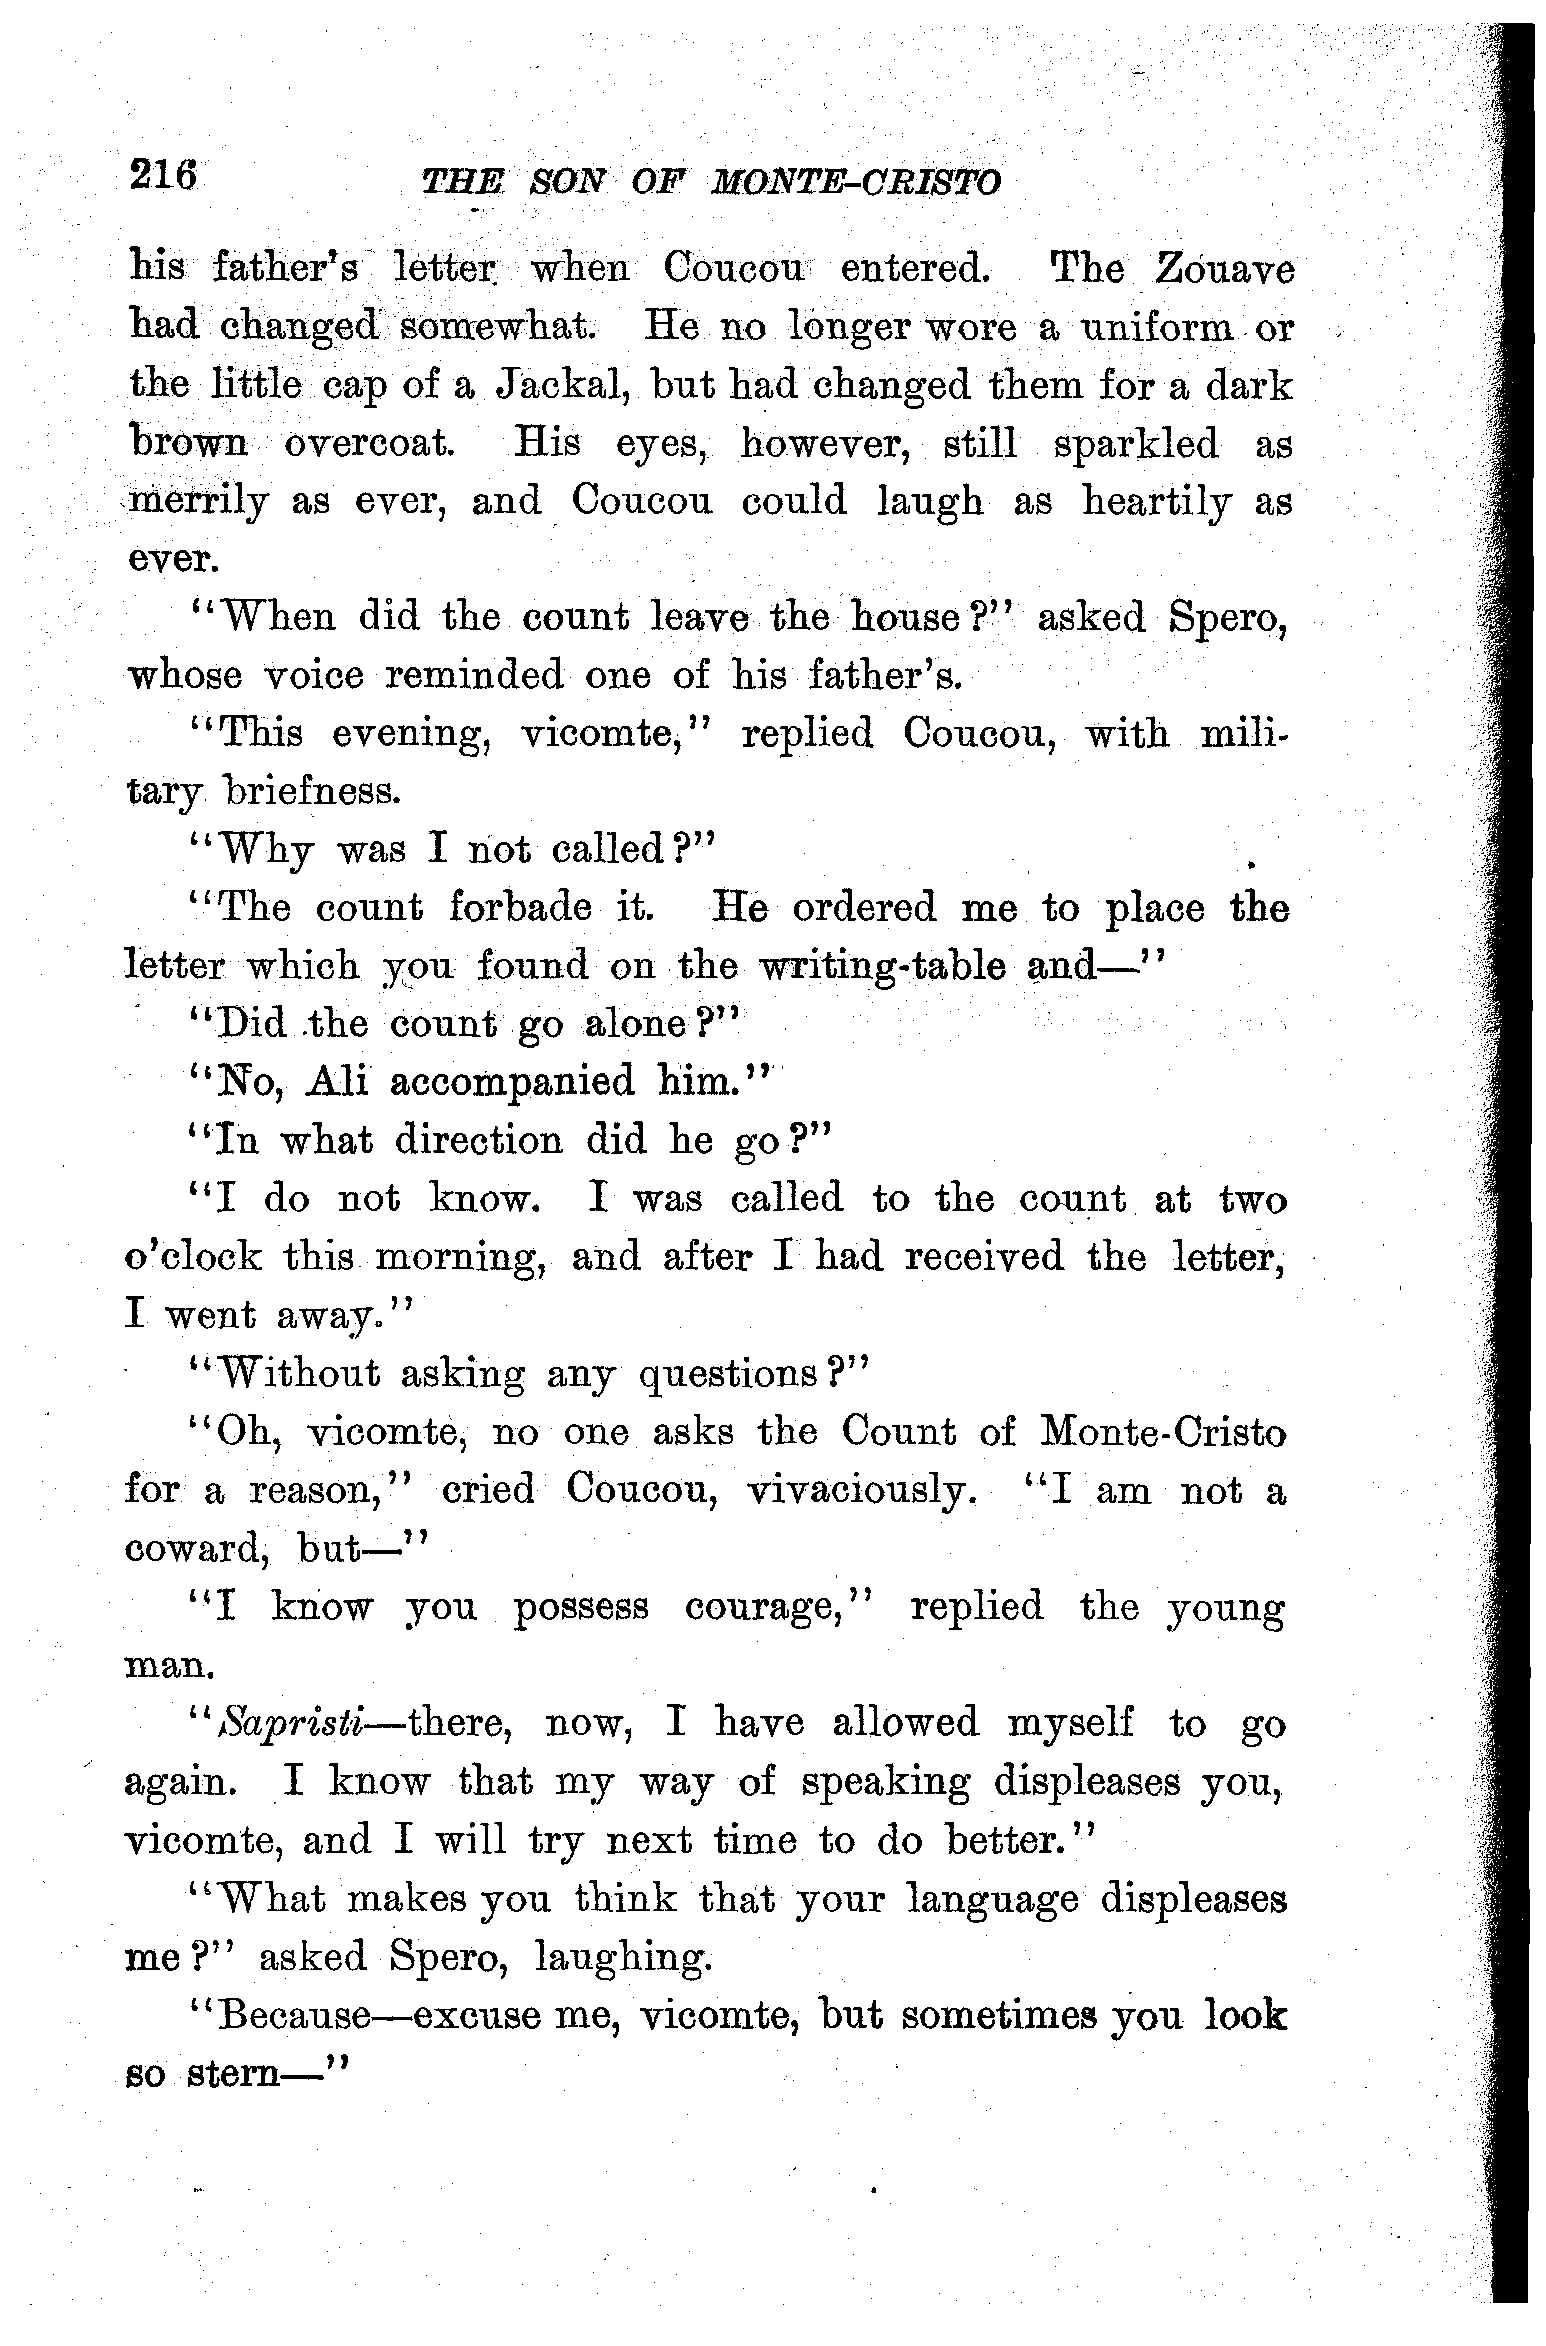 216 THE SON OF MONTE-CRISTO
his father's letter when Coucou entered. The Zouave
had changed somewhat. He no longer wore a uniform or
the little cap of a Jackal, but had changed them for a dark
brown overcoat. His eyes, however, still sparkled as
merrily as ever, and Coucou could laugh as heartily as
ever.
"When did the count leave the house?" asked Spero,
whose voice reminded one of his father's.
"This evening, vicomte," replied Coucou, with mili-
tary briefness.
"Why was I not called?"
"The count forbade it. He ordered me to place the
letter which you found on the writing-table and—"
"Did the count go alone?"
"No, Ali accompanied him."
"In what direction did he go?"
"I do not know. I was called to the count at two
o'clock this morning, and after I had received the letter,
I went away."
"Without asking any questions?"
"Oh, vicomte, no one asks the Count of Monte-Cristo
for a reason," cried Coucou, vivaciously. "I am not a
coward, but—"
"I know you possess courage," replied the young
man.
"Sapristi—there, now, I have allowed myself to go
again. I know that my way of speaking displeases you,
vicomte, and I will try next time to do better."
"What makes you think that your language displeases
me?" asked Spero, laughing.
"Because—excuse me, vicomte, but sometimes you look
so stern—"